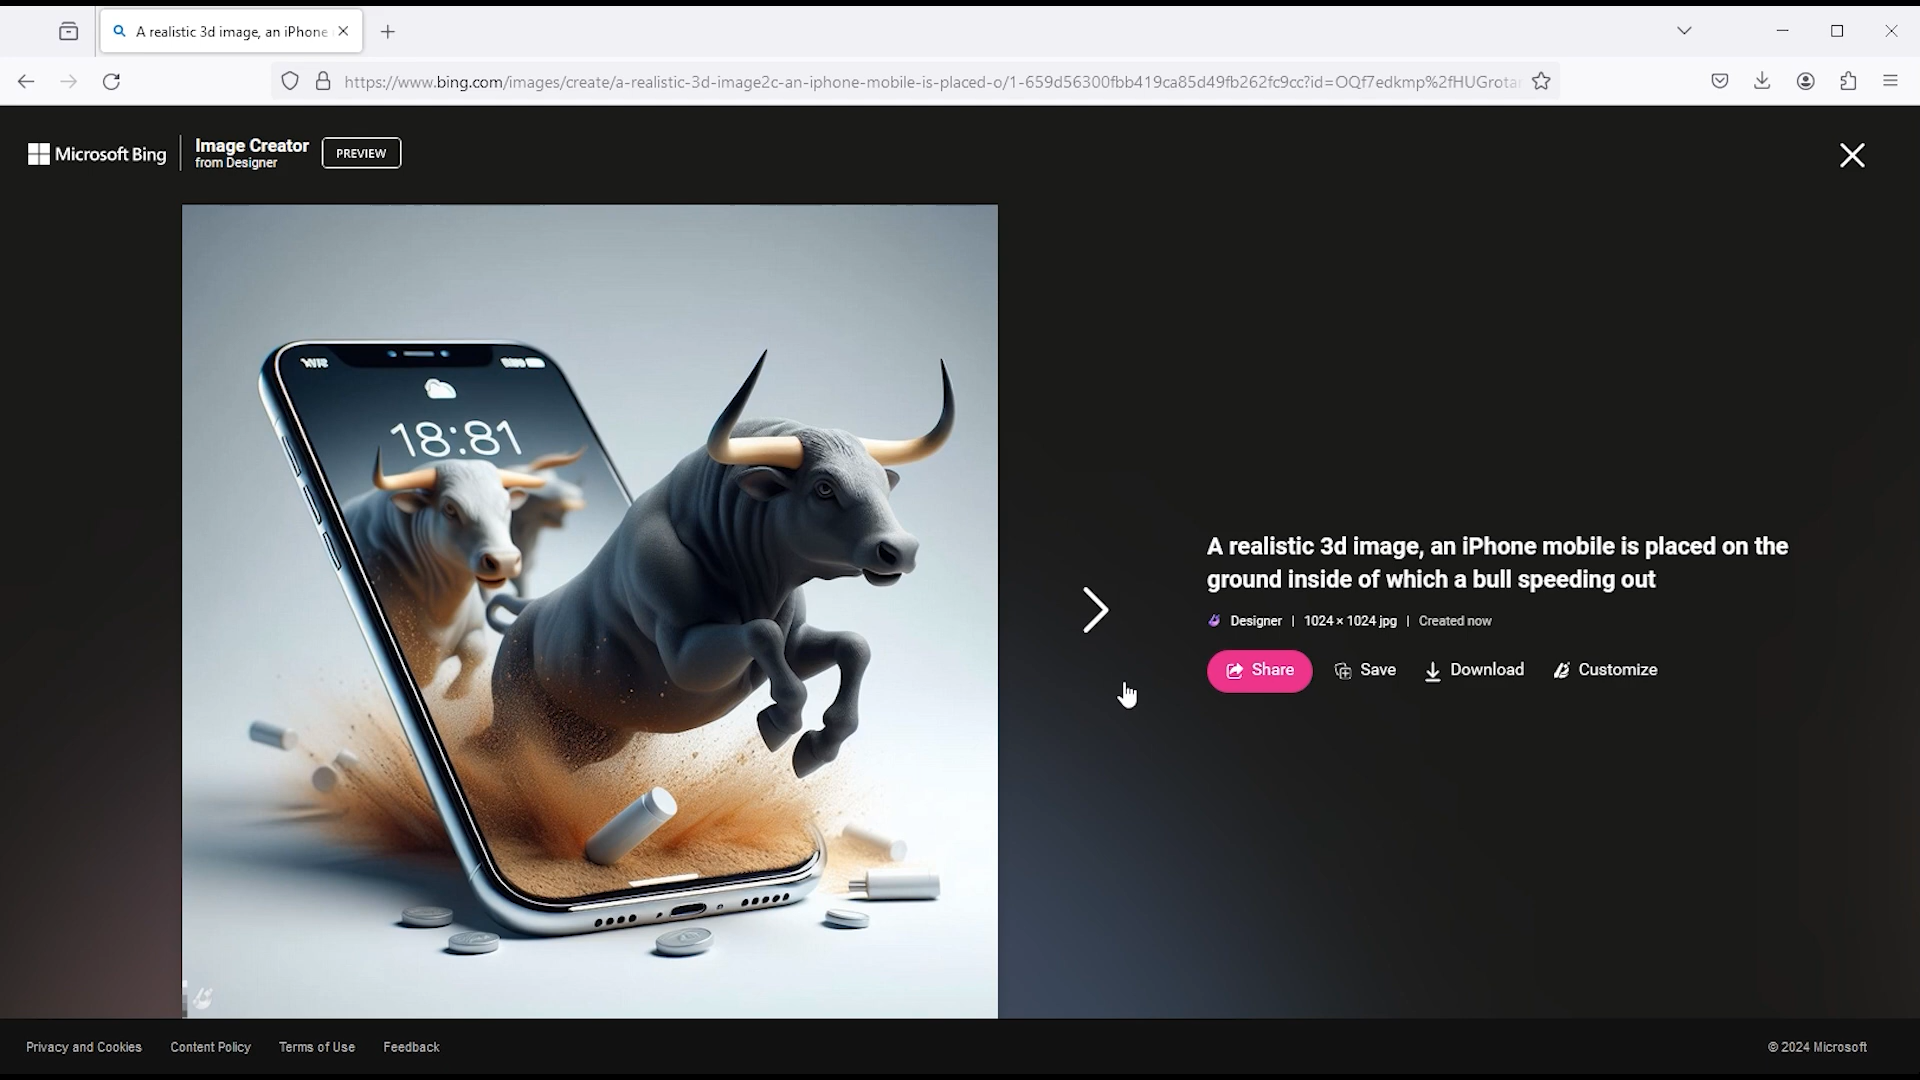 A realistic 3d image, an iPhone
https://www.bing.com/images/create/a-realistic-3d-image2c-an-iphone-mobile-is-placed-o/1-659d56300fbb419ca85d49fb262fc9cc?id=OQf7edkmp%2fHUGrota
Microsoft Bing
Image Creator
from Designer
PREVIEW
18:81
A realistic 3d image, an iPhone mobile is placed on the
ground inside of which a bull speeding out
Designer | 1024 × 1024 jpg | Created now
Share Save Download Customize
Privacy and Cookies Content Policy Terms of Use Feedback
© 2024 Microsoft